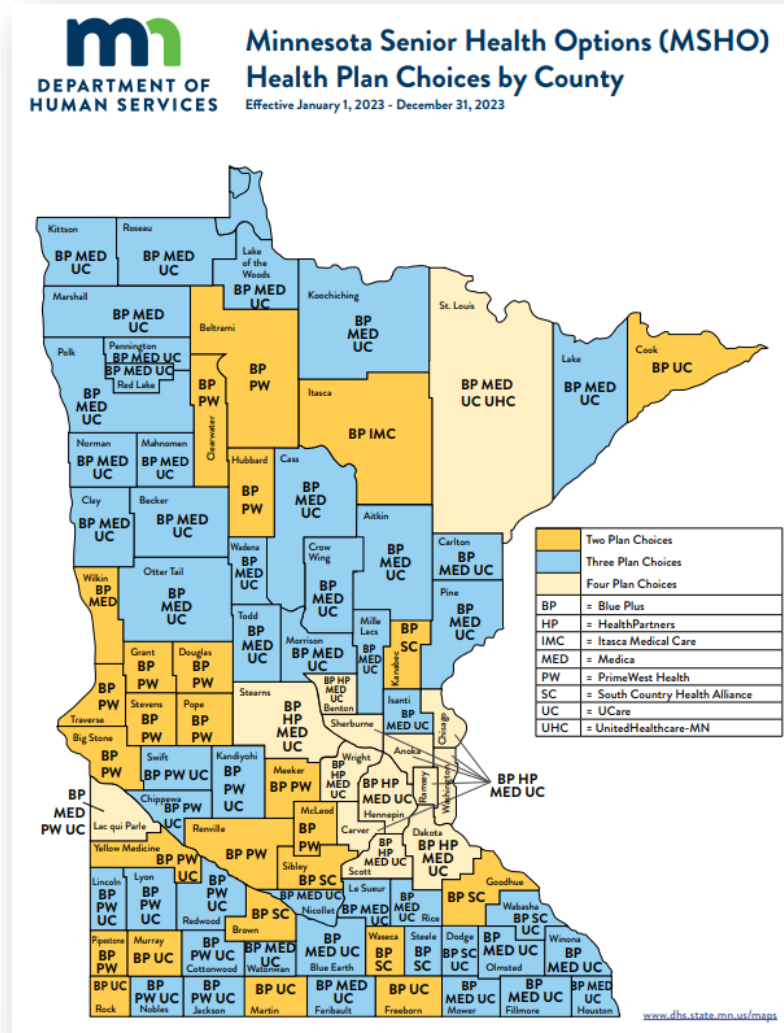 DEPARTMENT OF
HUMAN SERVICES
Minnesota Senior Health Options (MSHO)
Health Plan Choices by County
Effective January 1, 2023 - December 31, 2023
Kittson
BP MED
UC
Roseau
BP MED
UC
Lake
of the
Woods
BP MED
UC
Koochiching
BP
MED
UC
St. Louis
BP MED
UC UHC
Lake
BP MED
UC
Cook
BP UC
Marshall
BP MED
UC
Beltrami
BP
PW
Polk
BP
MED
UC
Pennington
BP MED UC
BP MED UC
Red Lake
Clearwater
BP
PW
Itasca
BP IMC
Norman
BP MED
UC
Mahnomen
BP MED
UC
Hubbard
BP
PW
Cass
BP
MED
UC
Clay
BP MED
UC
Becker
BP MED
UC
Aitkin
BP
MED
UC
Wadena
BP
MED
UC
Crow
Wing
BP
MED
UC
Carlton
BP
MED UC
Two Plan Choices
Three Plan Choices
Four Plan Choices
BP = Blue Plus
HP = HealthPartners
IMC = Itasca Medical Care
MED = Medica
PW = PrimeWest Health
SC = South Country Health Alliance
UC = UCare
UHC = UnitedHealthcare-MN
Wilkin
BP
MED
Otter Tail
BP
MED
UC
Pine
BP
MED UC
Todd
BP
MED
UC
Morrison
BP
MED UC
Mille
Lacs
BP
MED
UC
Kanabec
BP
SC
Grant
BP
PW
Douglas
BP
PW
Traverse
BP
PW
Stevens
BP
PW
Pope
BP
PW
Stearns
BP
HP
MED
UC
BP HP
MED
UC
Benton
Isanti
BP
MED UC
Chisago
Sherburne
Anoka
Big Stone
BP
PW
Swift
BP PW UC
Kandiyohi
BP
PW
UC
Meeker
BP PW
Wright
BP
HP
MED
UC
BP HP
MED UC
Hennepin
Ramsey
Washington
BP HP
MED UC
BP
MED
PW UC
Lac qui Parle
Chippewa
BP PW
UC
Renville
BP PW
McLeod
BP
PW
Carver
BP
HP
MED UC
Scott
Dakota
BP HP
MED
UC
Yellow Medicine
BP PW
UC
Sibley
BP SC
Lincoln
BP
PW
UC
Lyon
BP
PW
UC
BP
PW
UC
Redwood
BP SC
Brown
BP MED UC
Nicollet
Le Sueur
BP MED
UC
BP
MED
UC
Rice
Goodhue
BP SC
Wabasha
BP SC
UC
Pipestone
BP
PW
Murray
BP UC
BP
PW UC
Cottonwood
BP MED
UC
Watonwan
BP
MED UC
Blue Earth
Waseca
BP
SC
Steele
BP
SC
Dodge
BP SC
UC
BP
MED UC
Olmsted
Winona
BP
MED UC
BP UC
Rock
BP
PW UC
Nobles
BP
PW UC
Jackson
BP UC
Martin
BP MED
UC
Faribault
BP UC
Freeborn
BP
MED UC
Mower
BP
MED UC
Fillmore
BP MED
UC
Houston
www.dhs.state.mn.us/maps